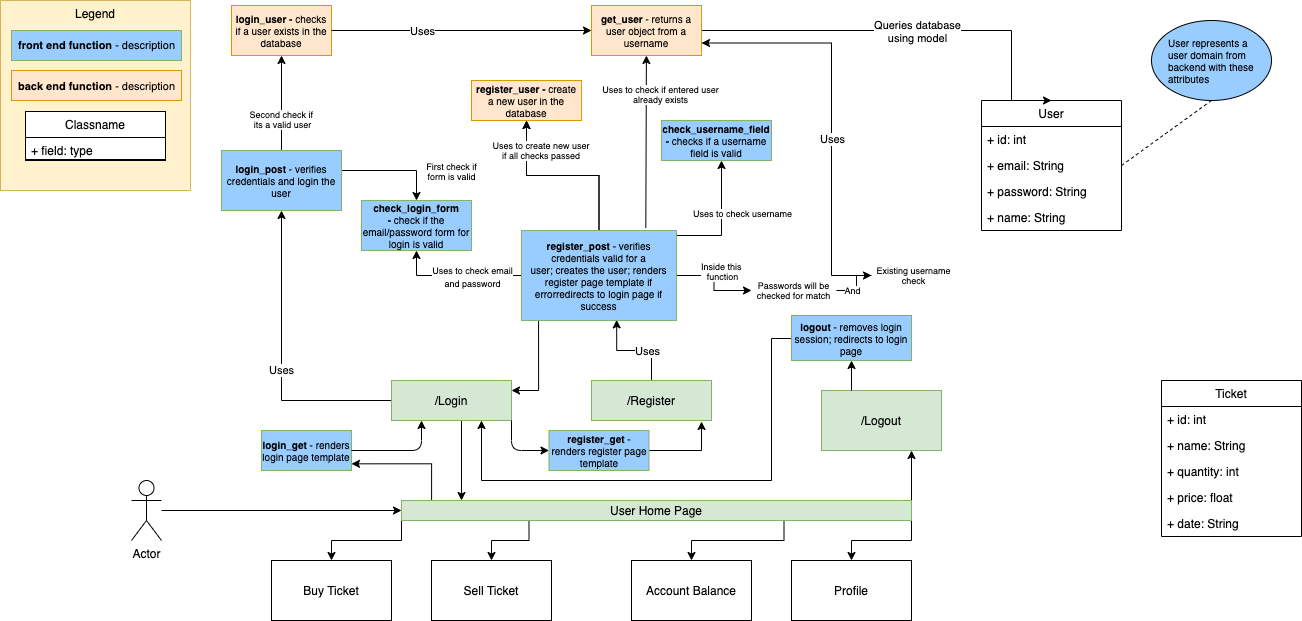 Legend
front end function - description
back end function - description
Classname
+ field: type
login_user - checks
if a user exists in the
database
Uses
get_user - returns a
user object from a
username
Queries database
using model
User represents a
user domain from
backend with these
attributes
register_user - create
a new user in the
database
Uses to check if entered user
already exists
Second check if
its a valid user
check_username_field
- checks if a username
field is valid
Uses
User
+ id: int
+ email: String
+ password: String
+ name: String
Uses to create new user
if all checks passed
login_post - verifies
credentials and login the
user
First check if
form is valid
check_login_form
- check if the
email/password form for
login is valid
Uses to check username
register_post - verifies
credentials valid for a
user; creates the user; renders
register page template if
errorredirects to login page if
success
Uses to check email
and password
Inside this
function
Passwords will be
checked for match
And
Existing username
check
logout - removes login
session; redirects to login
page
Uses
Uses
/Login
/Register
/Logout
Ticket
+ id: int
+ name: String
+ quantity: int
+ price: float
+ date: String
login_get - renders
login page template
register_get -
renders register page
template
Actor
User Home Page
Buy Ticket
Sell Ticket
Account Balance
Profile